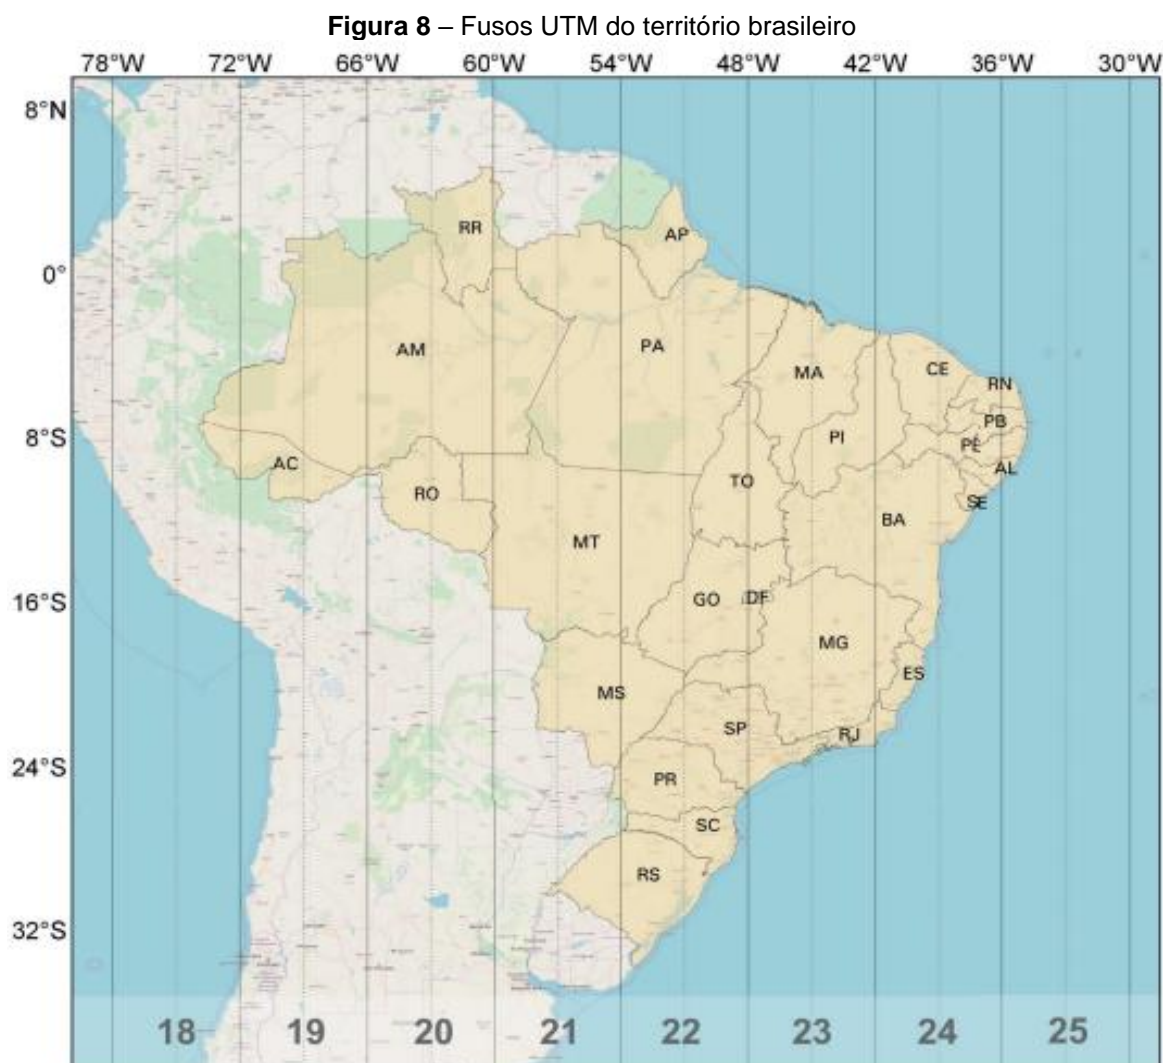 Figura 8 – Fusos UTM do território brasileiro
78°W 72°W 66°W 60°W 54°W 48°W 42°W 36°W 30°W
8°N
RR
AP
0°
AM
PA
MA
CE
RN
PB
8°S
PI
PE
AC
AL
TO
RO
SE
BA
MT
16°S
GO
DF
MG
ES
MS
SP
RJ
24°S
PR
SC
RS
32°S
18 19 20 21 22 23 24 25